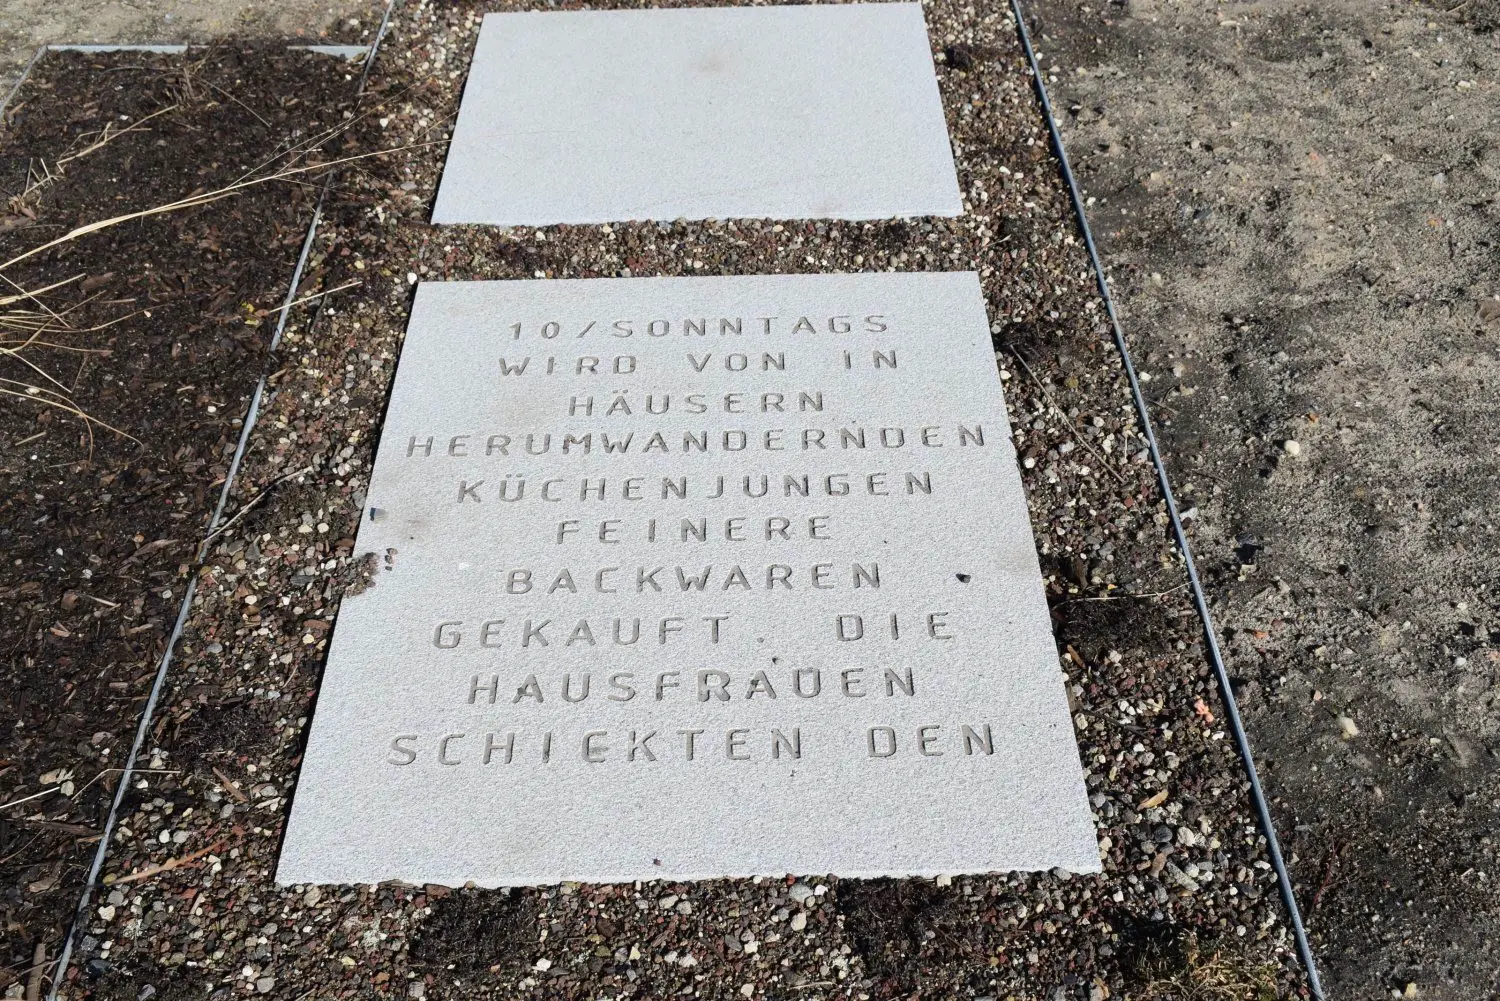 10/SONNTAGS
WIRD VON IN
HÄUSERN
HERUMWANDERNDEN
KÜCHENJUNGEN
FEINERE
BACKWAREN
GEKAUFT. DIE
HAUSFRAUEN
SCHICKTEN DEN